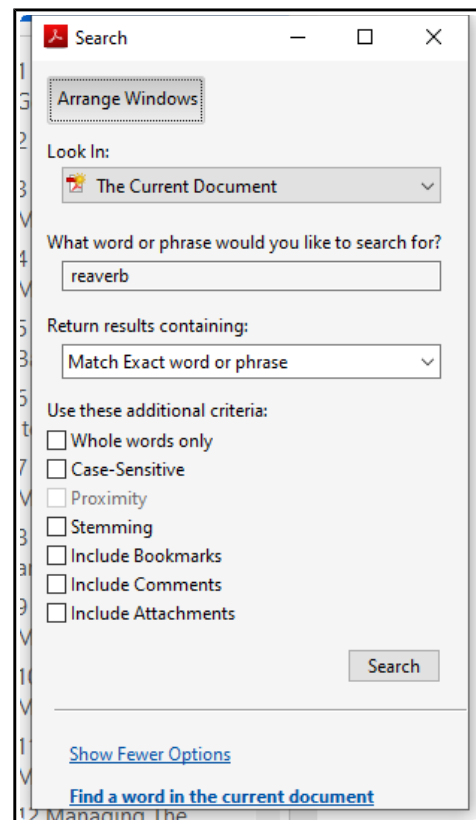 Search
Arrange Windows
Look In:
The Current Document
What word or phrase would you like to search for?
reaverb
Return results containing:
Match Exact word or phrase
Use these additional criteria:
Whole words only
Case-Sensitive
Proximity
Stemming
Include Bookmarks
Include Comments
Include Attachments
Search
Show Fewer Options
Find a word in the current document
12 Managing The